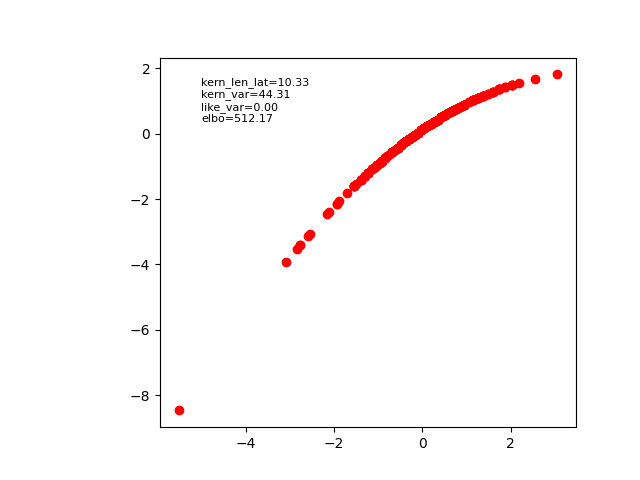 kern_len_lat=10.33
kern_var=44.31
like_var=0.00
elbo=512.17
2
0
−2
−4
−6
−8
−4 −2 0 2